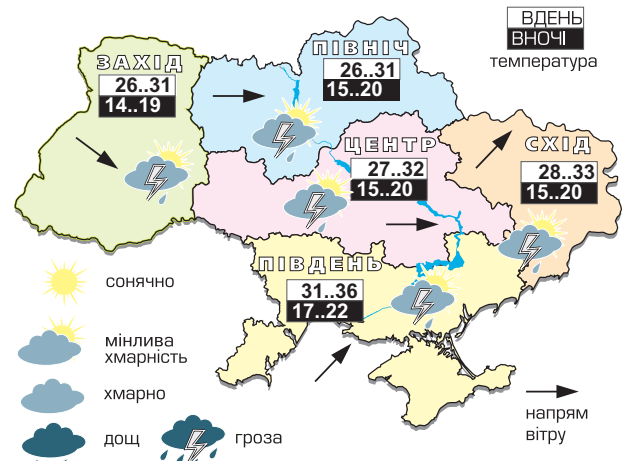 ВДЕНЬ
ВНОЧІ
температура
ПІВНІЧ
26..31
15..20
ЗАХІД
26..31
14..19
ЦЕНТР
27..32
15..20
СХІД
28..33
15..20
ПІВДЕНЬ
31..36
17..22
сонячно
мінлива
хмарність
хмарно
дощ
гроза
напрям
вітру